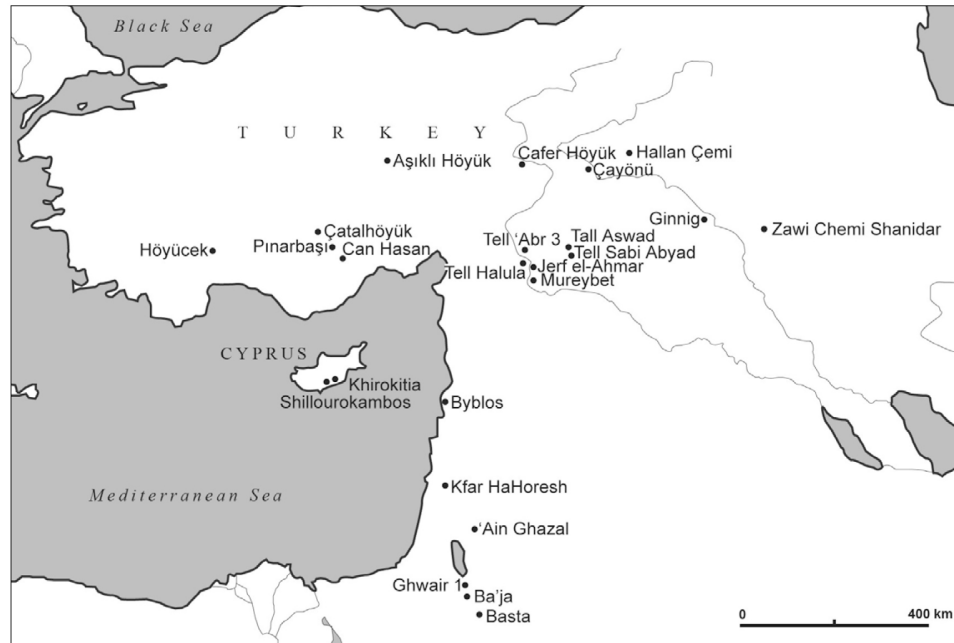 Black Sea
TURKEY
Aşıklı Höyük
Cafer Höyük
Hallan Çemi
Çayönü
Ginnig
Zawi Chemi Shanidar
Çatalhöyük
Pınarbaşı
Can Hasan
Höyücek
Tell ‘Abr 3
Tall Aswad
Tell Sabi Abyad
Tell Halula
Jerf el-Ahmar
Mureybet
CYPRUS
Khirokitia
Shillourokambos
Byblos
Mediterranean Sea
Kfar HaHoresh
‘Ain Ghazal
Ghwair 1
Ba’ja
Basta
0 400 km